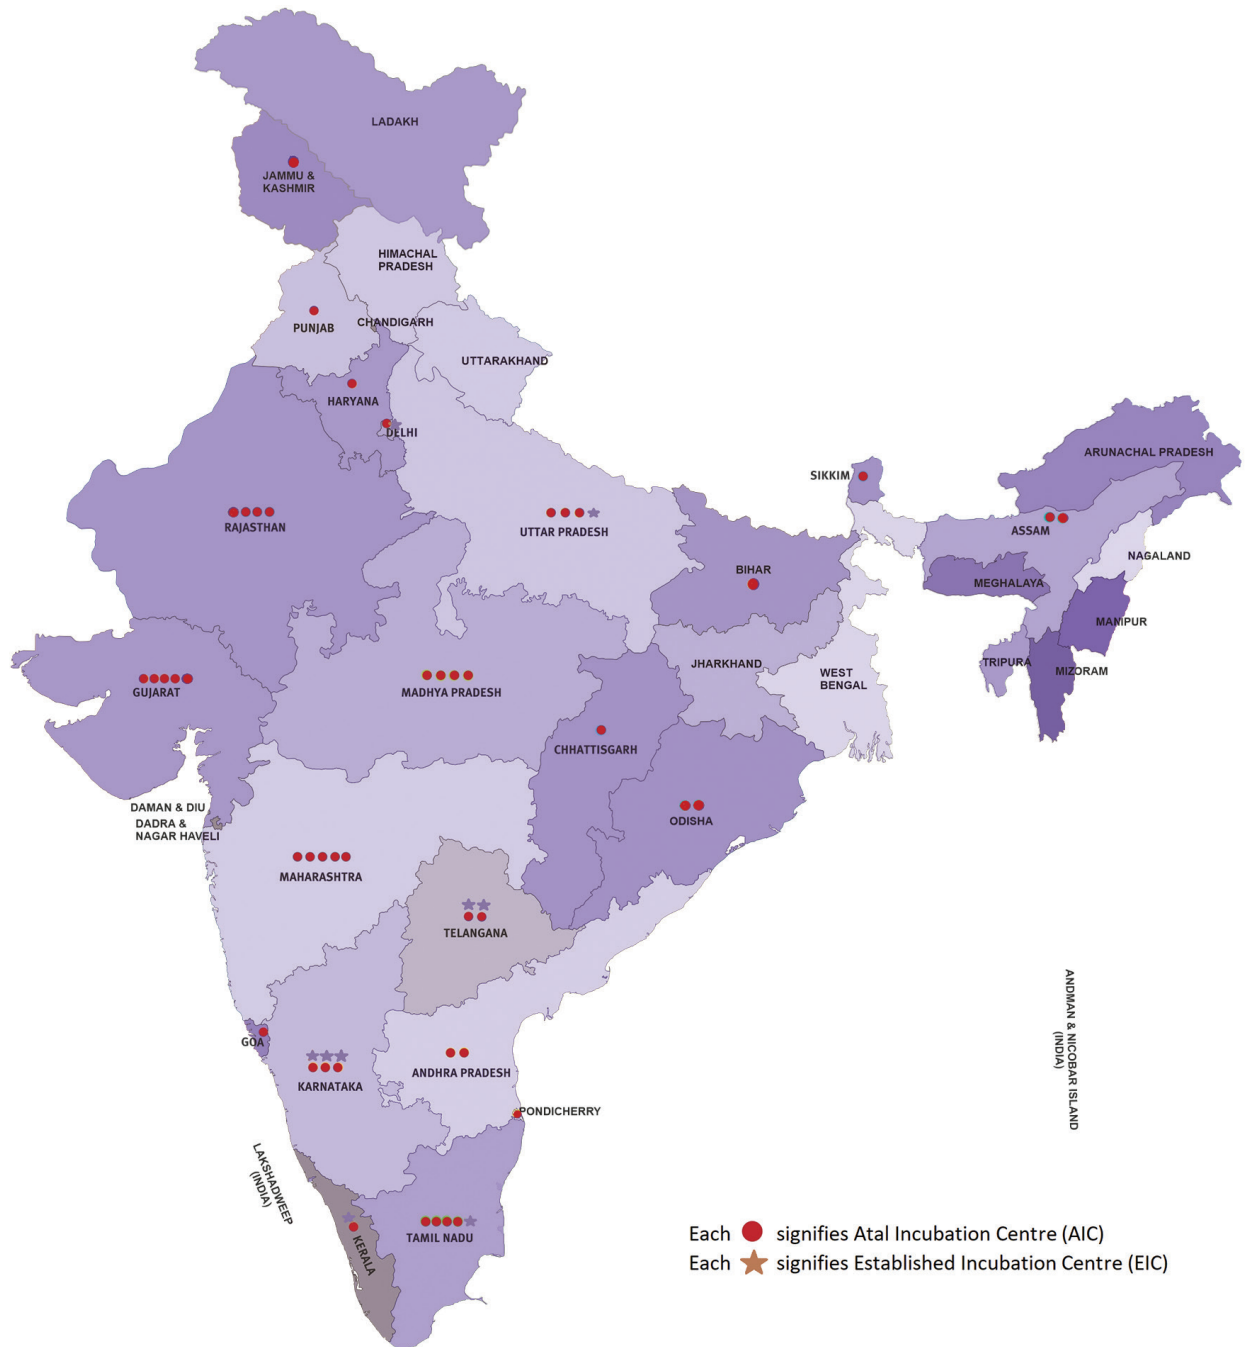 LADAKH
JAMMU &
KASHMIR
HIMACHAL
PRADESH
PUNJAB
CHANDIGARH
UTTARAKHAND
HARYANA
DELHI
ARUNACHAL PRADESH
SIKKIM
RAJASTHAN
UTTAR PRADESH
ASSAM
NAGALAND
BIHAR
MEGHALAYA
MANIPUR
JHARKHAND
TRIPURA
MIZORAM
GUJARAT
MADHYA PRADESH
WEST
BENGAL
CHHATTISGARH
DAMAN & DIU
DADRA &
NAGAR HAVELI
ODISHA
MAHARASHTRA
TELANGANA
ANDMAN & NICOBAR ISLAND
(INDIA)
GOA
KARNATAKA
ANDHRA PRADESH
PONDICHERRY
LAKSHADWEEP
(INDIA)
KERALA
TAMIL NADU
Each signifies Atal Incubation Centre (AIC)
Each signifies Established Incubation Centre (EIC)